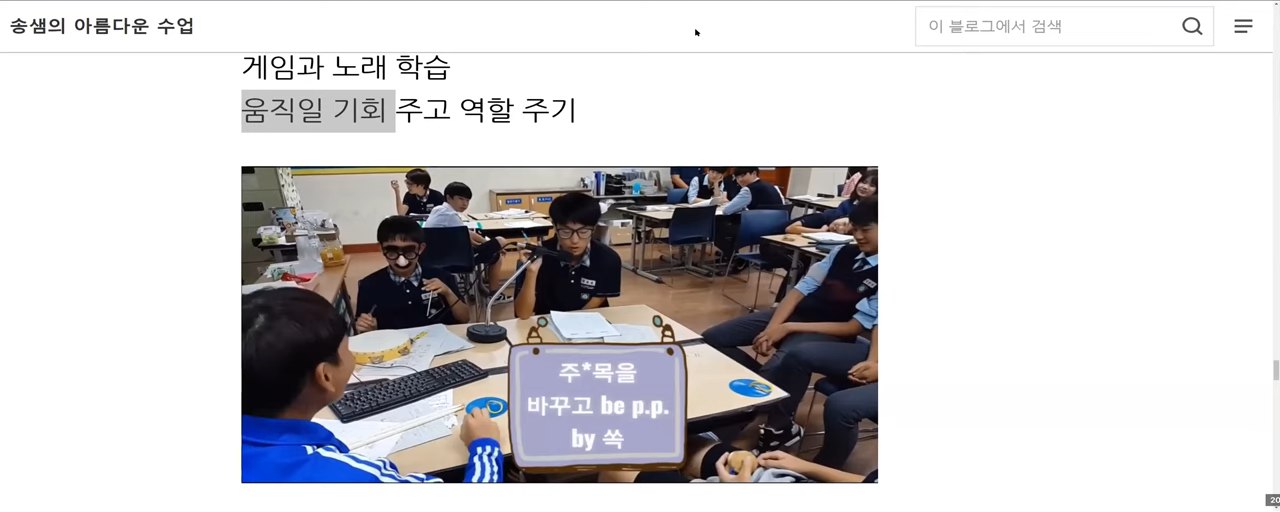 송샘의 아름다운 수업
이 블로그에서 검색
게임과 노래 학습
움직일 기회 주고 역할 주기
주*목을
바꾸고 be p.p.
by 쏙
20